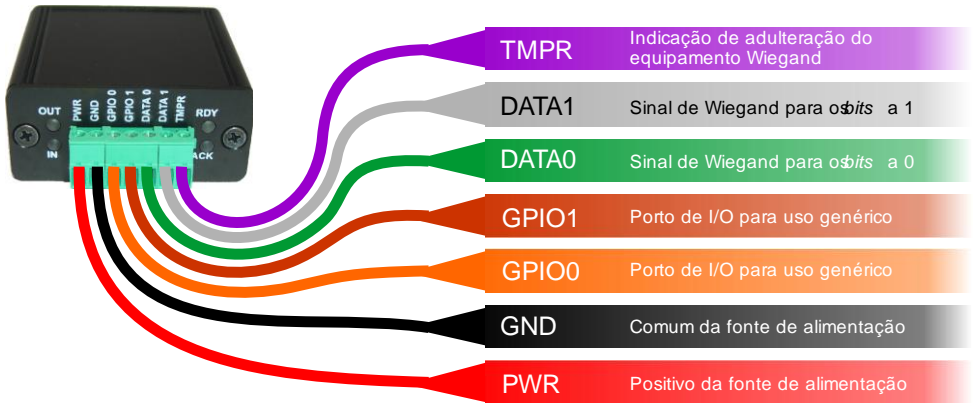 OUT
PWR
GND
GPIO 0
GPIO 1
DATA 0
DATA 1
TMPR
RDY
IN
ACK
TMPR
Indicação de adulteração do
equipamento Wiegand
DATA1
Sinal de Wiegand para os bits a 1
DATA0
Sinal de Wiegand para os bits a 0
GPIO1
Porto de I/O para uso genérico
GPIO0
Porto de I/O para uso genérico
GND
Comum da fonte de alimentação
PWR
Positivo da fonte de alimentação